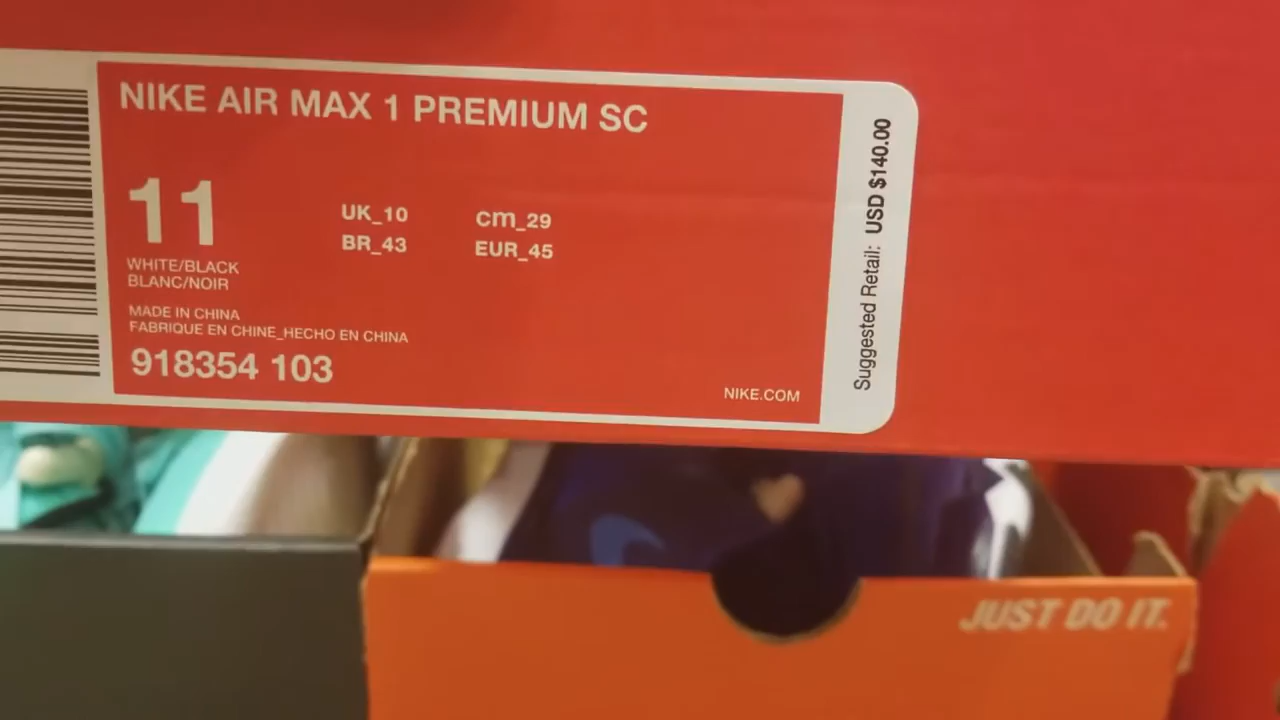 NIKE AIR MAX 1 PREMIUM SC
11
UK_10
cm_29
BR_43
EUR_45
WHITE/BLACK
BLANC/NOIR
MADE IN CHINA
FABRIQUE EN CHINE_HECHO EN CHINA
918354 103
NIKE.COM
Suggested Retail: USD $140.00
JUST DO IT.